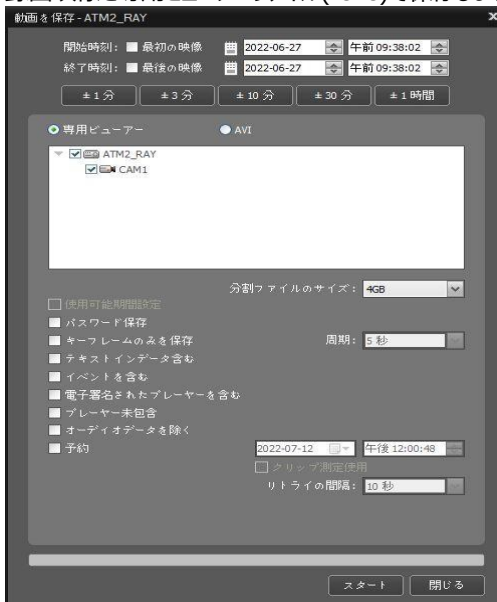 動画を保存 - ATM2_RAY
開始時刻: 最初の映像 2022-06-27 午前 09:38:02
終了時刻: 最後の映像 2022-06-27 午前 09:38:02
±1分 ±3分 ±10分 ±30分 ±1時間
専用ビューアー AVI
ATM2_RAY
CAM1
分割ファイルのサイズ: 4GB
使用可能期間設定
パスワード保存
キーフレームのみを保存 周期: 5 秒
テキストインデータ含む
イベントを含む
電子署名されたプレーヤーを含む
プレーヤー未包含
オーディオデータを除く
予約 2022-07-12 午後 12:00:48
クリップ測定使用
リトライの間隔: 10 秒
スタート 閉じる